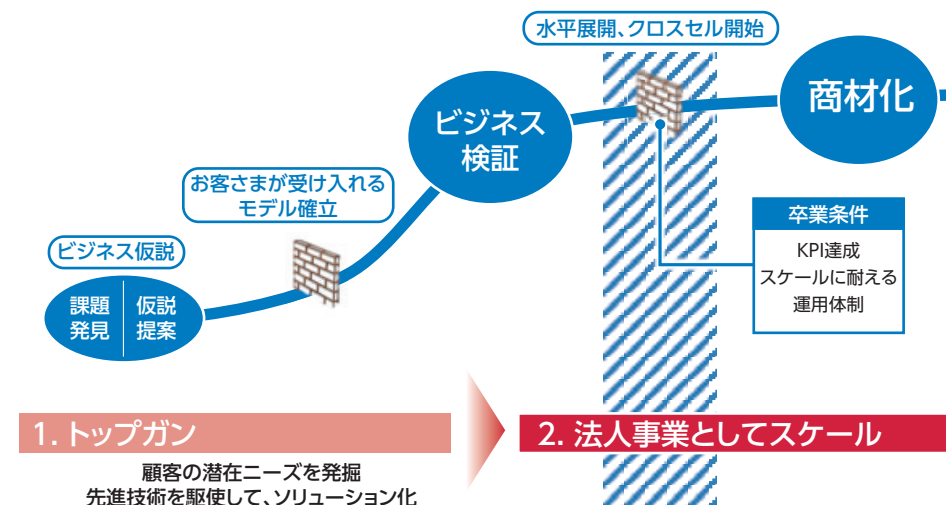 水平展開、クロスセル開始
商材化
ビジネス
検証
お客さまが受け入れる
モデル確立
卒業条件
KPI達成
スケールに耐える
運用体制
ビジネス仮説
課題
発見
仮説
提案
1. トップガン
2. 法人事業としてスケール
顧客の潜在ニーズを発掘
先進技術を駆使して、ソリューション化